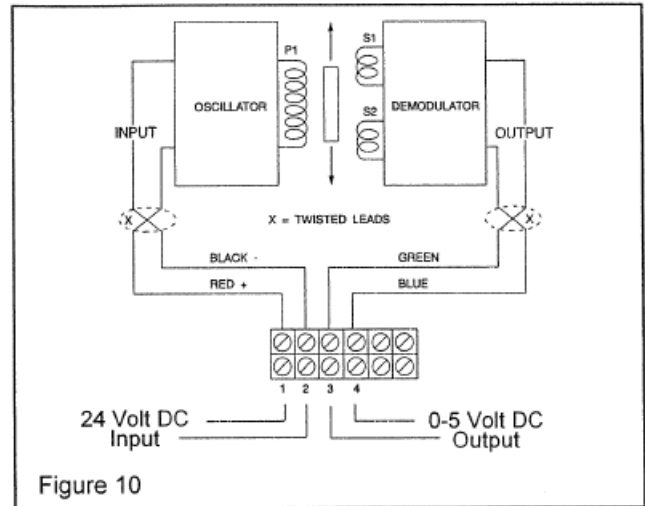 P1
S1
OSCILLATOR
S2
DEMODULATOR
INPUT
OUTPUT
X
X = TWISTED LEADS
X
BLACK -
GREEN
RED +
BLUE
1 2 3 4
24 Volt DC
Input
0-5 Volt DC
Output
Figure 10